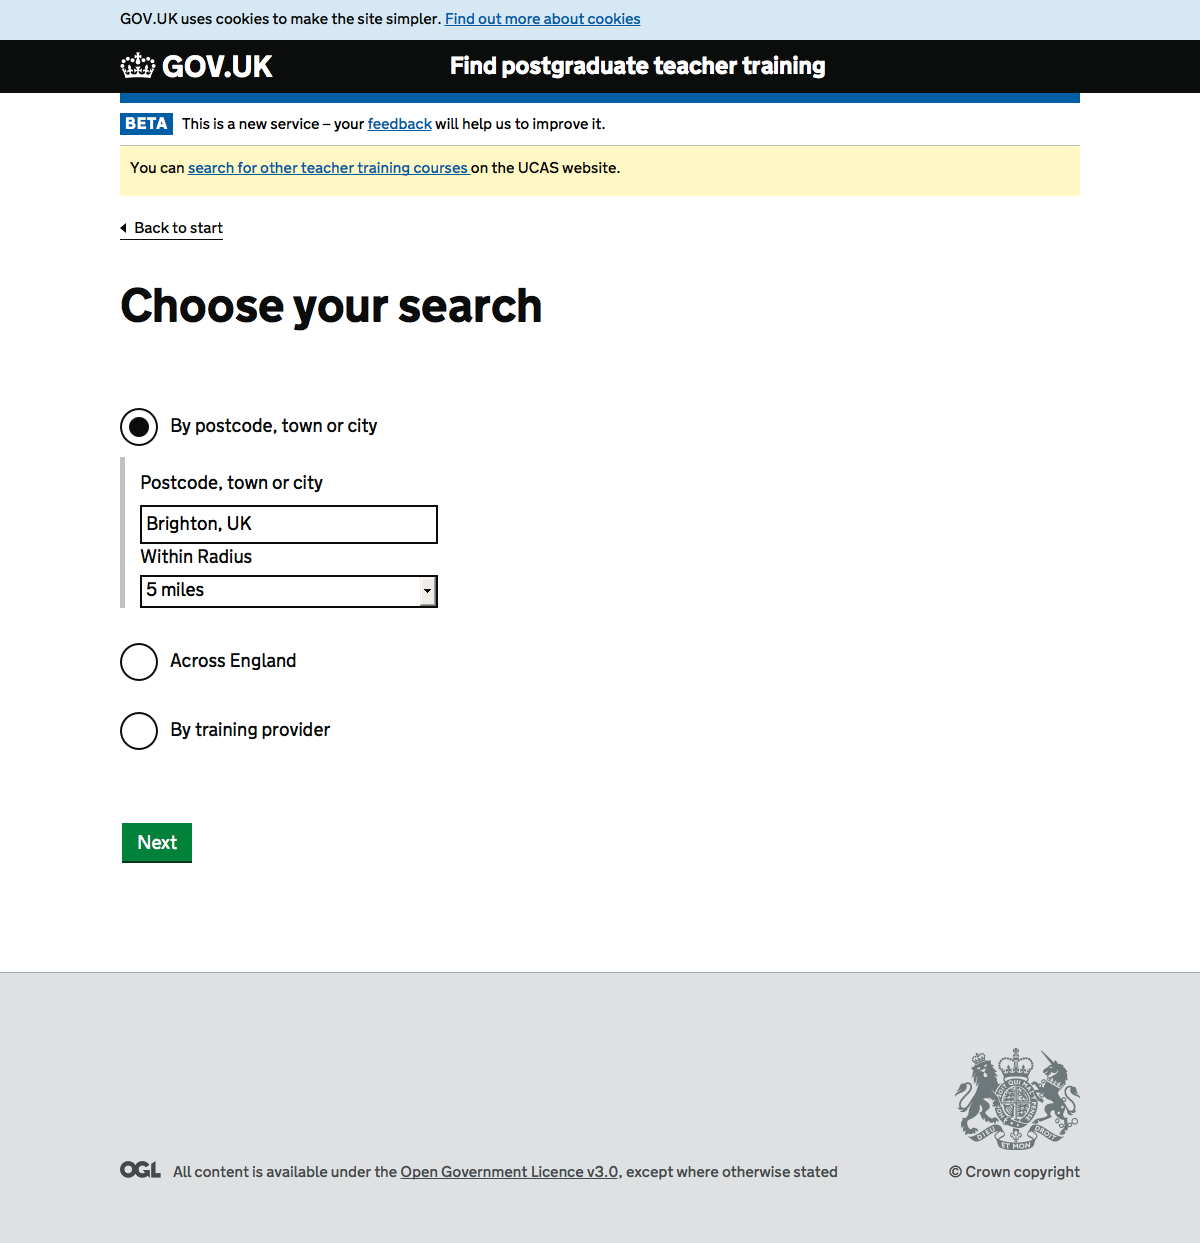 GOV.UK uses cookies to make the site simpler. Find out more about cookies
GOV.UK Find postgraduate teacher training
BETA This is a new service – your feedback will help us to improve it.
You can search for other teacher training courses on the UCAS website.
Back to start
Choose your search
By postcode, town or city
Postcode, town or city
Brighton, UK
Within Radius
5 miles
Across England
By training provider
Next
DIEU ET MON DROIT
OGL All content is available under the Open Government Licence v3.0, except where otherwise stated
© Crown copyright